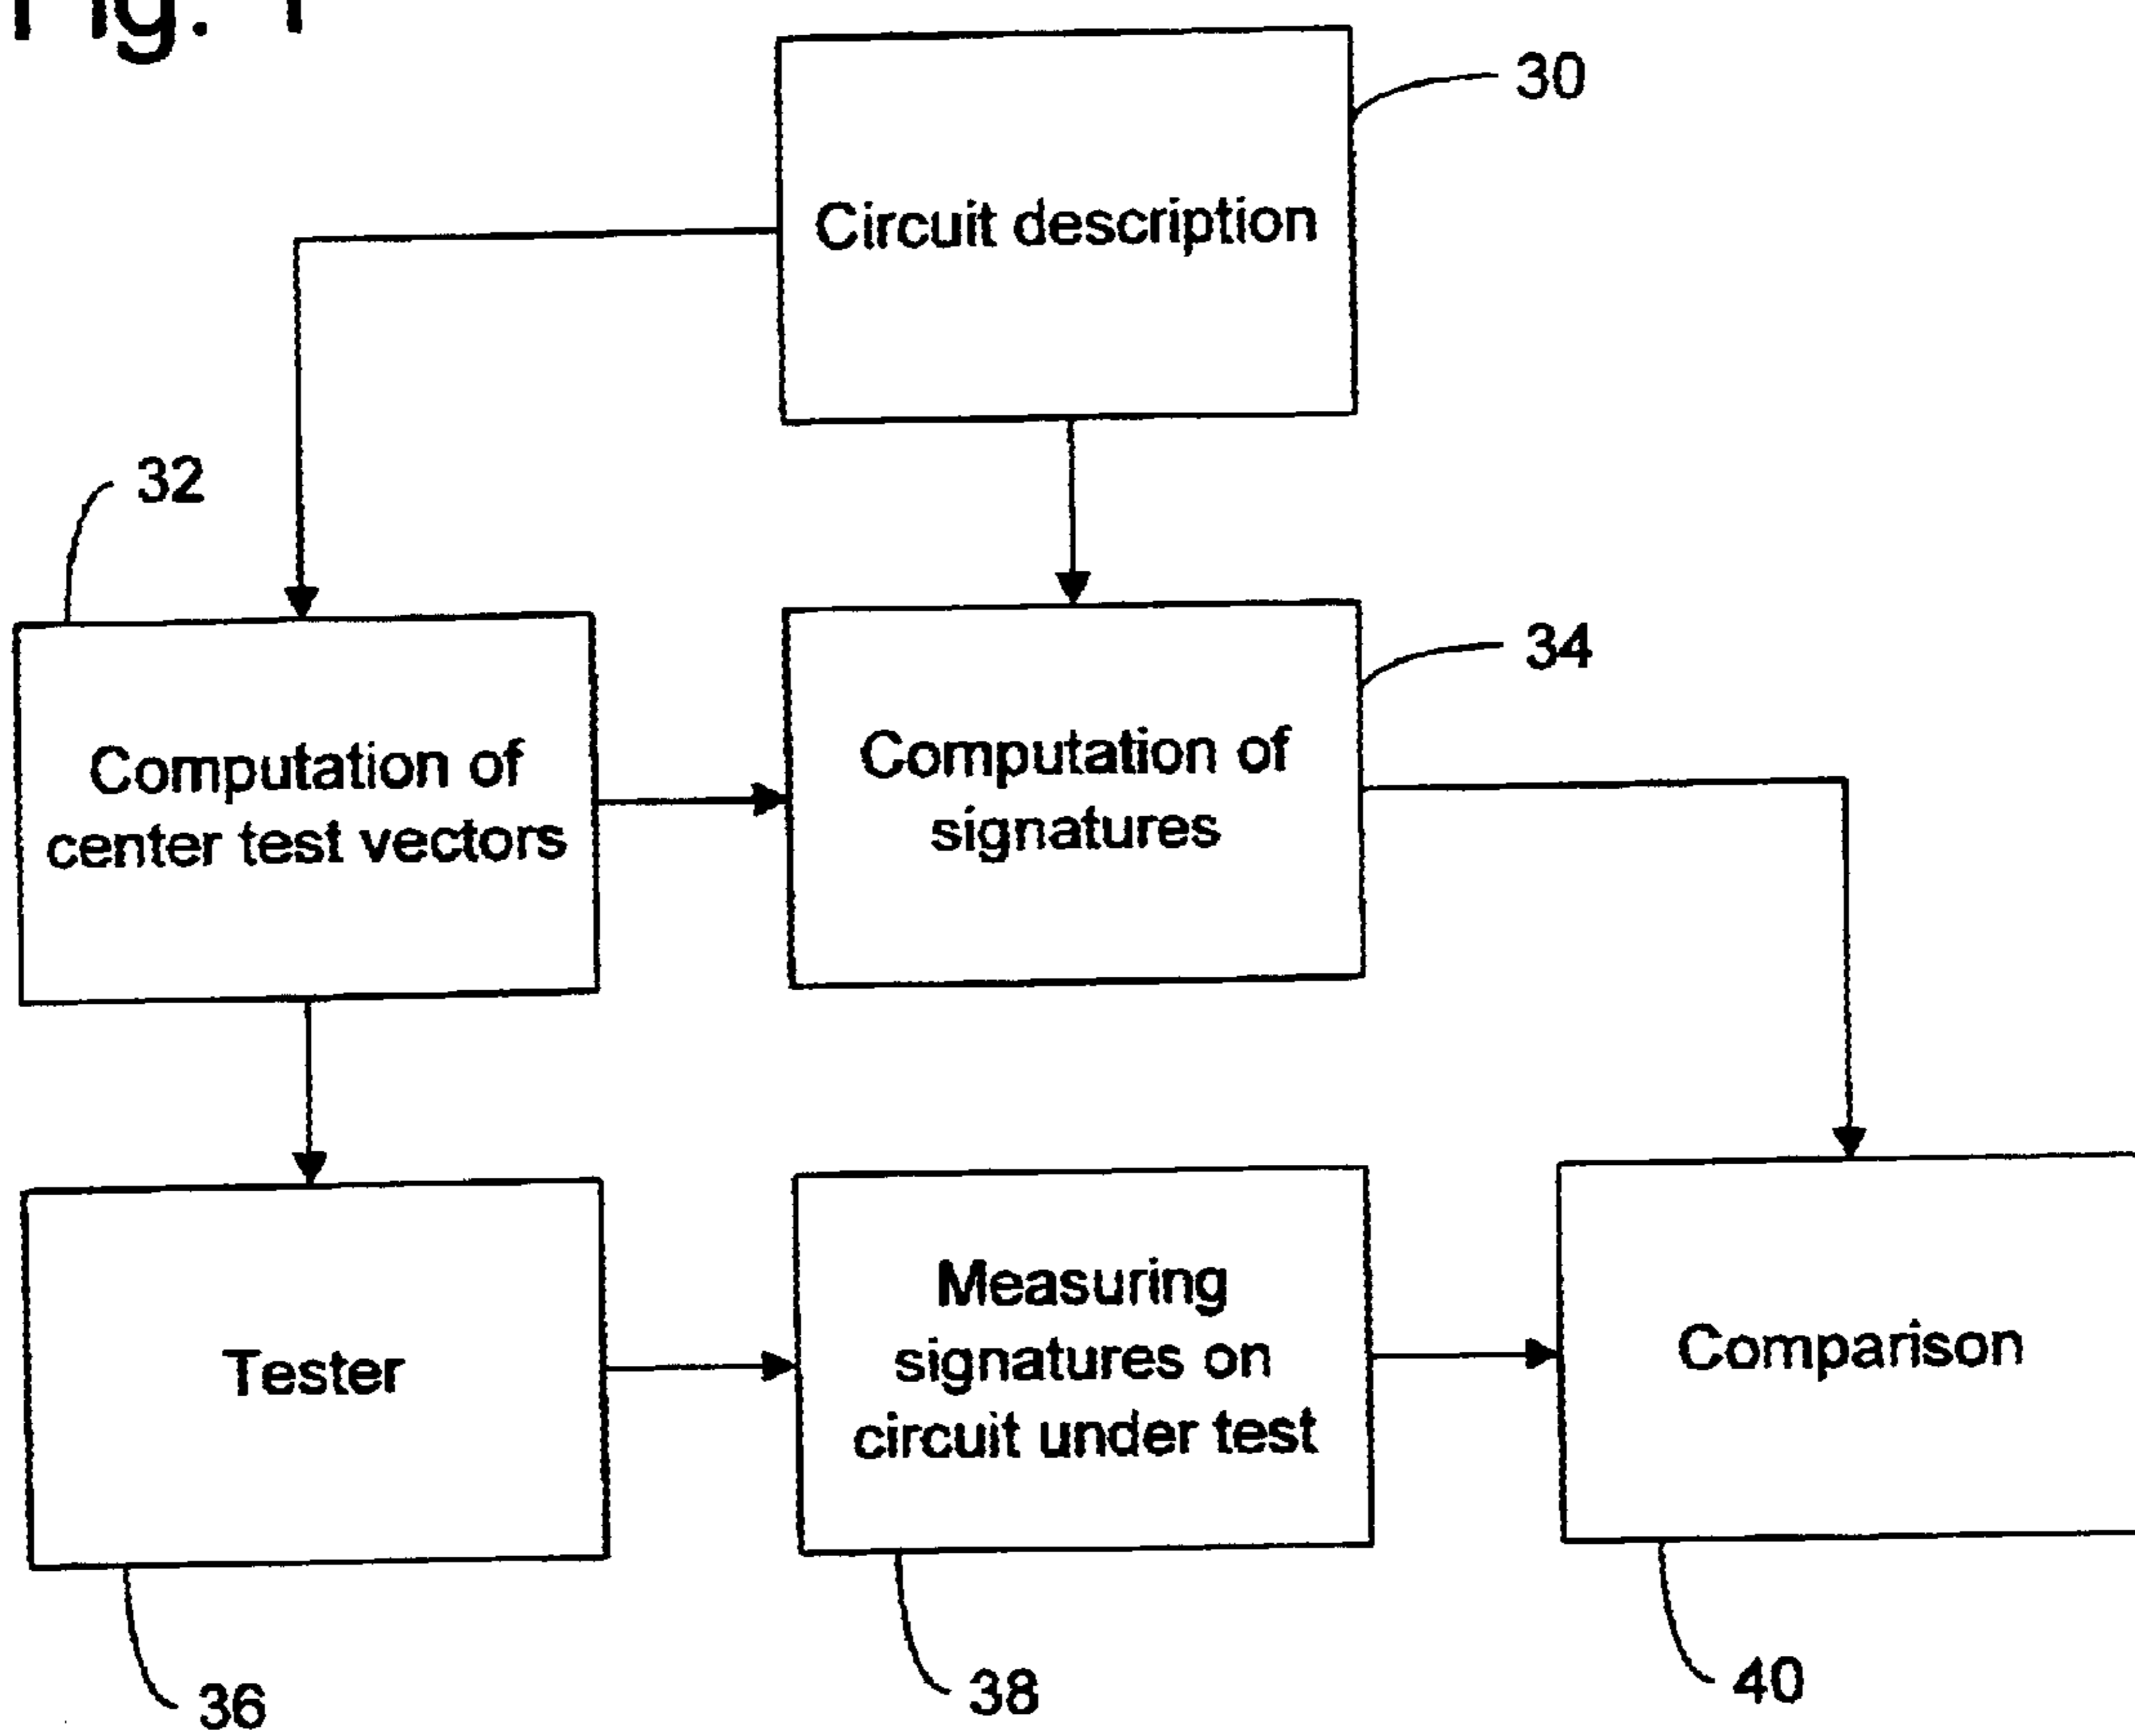 Fig. 1
30
Circuit description
32
34
Computation of
center test vectors
Computation of
signatures
Tester
Measuring
signatures on
circuit under test
Comparison
36
38
40